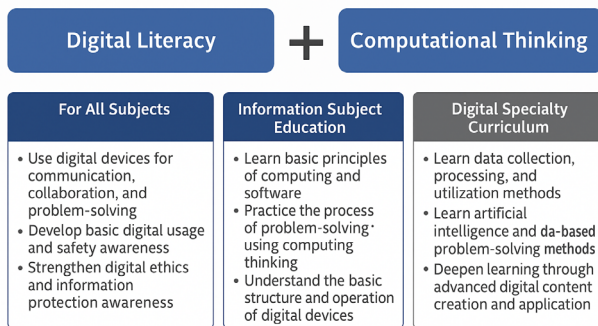 Digital Literacy
+
Computational Thinking
For All Subjects
• Use digital devices for
communication,
collaboration, and
problem-solving
• Develop basic digital usage
and safety awareness
• Strengthen digital ethics
and information
protection awareness
Information Subject
Education
• Learn basic principles
of computing and
software
• Practice the process
of problem-solving·
using computing
thinking
• Understand the basic
structure and operation
of digital devices
Digital Specialty
Curriculum
• Learn data collection,
processing, and
utilization methods
• Learn artificial
intelligence and da-based
problem-solving methods
• Deepen learning through
advanced digital content
creation and application